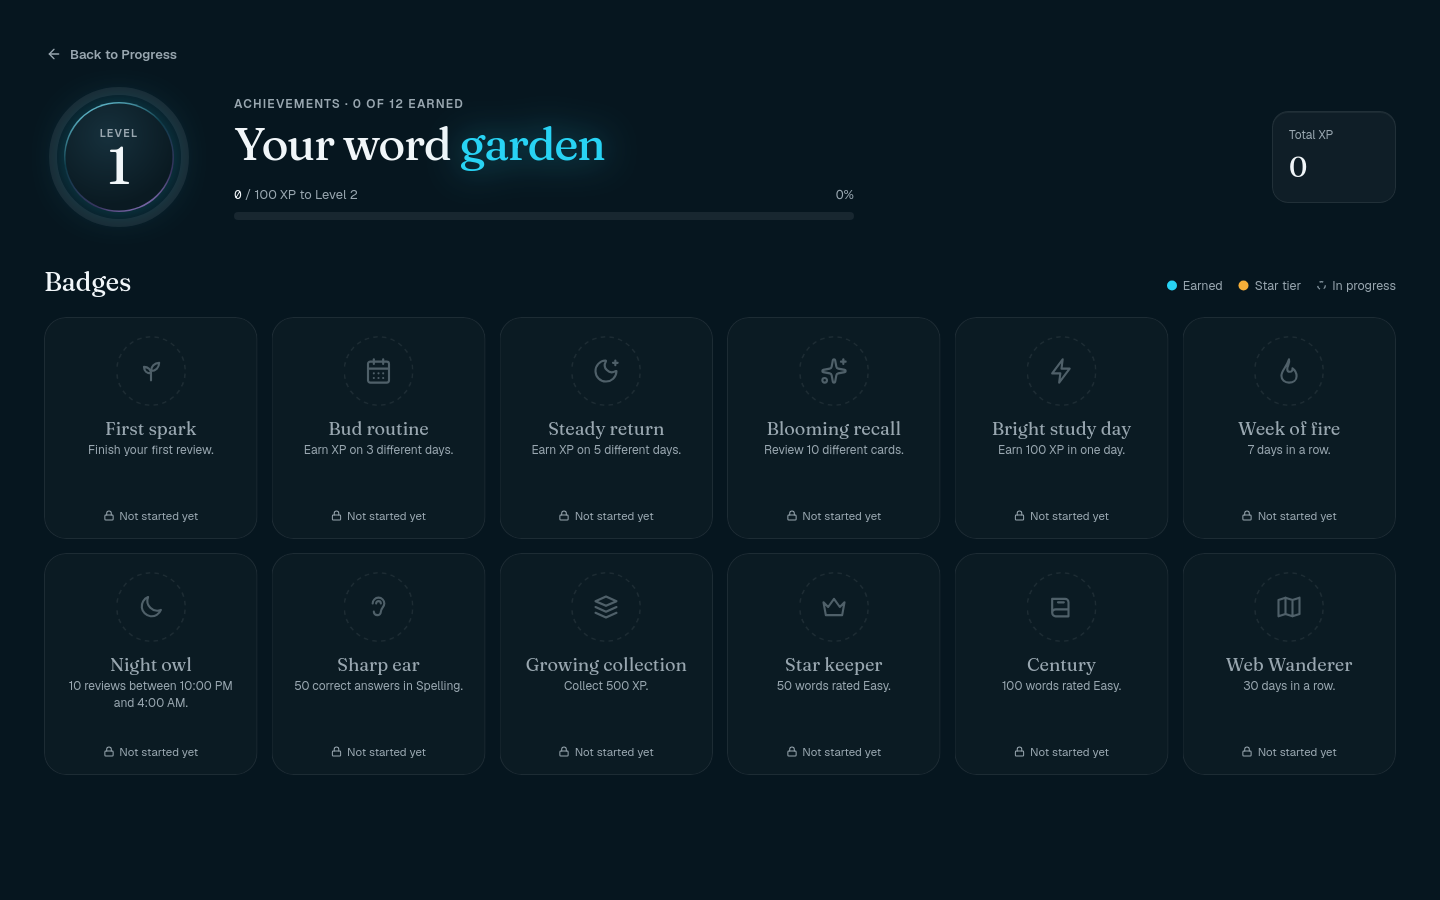 Back to Progress
LEVEL
1
ACHIEVEMENTS · 0 OF 12 EARNED
Your word garden
0 / 100 XP to Level 2
0%
Total XP
0
Badges
Earned
Star tier
In progress
First spark
Finish your first review.
Not started yet
Bud routine
Earn XP on 3 different days.
Not started yet
Steady return
Earn XP on 5 different days.
Not started yet
Blooming recall
Review 10 different cards.
Not started yet
Bright study day
Earn 100 XP in one day.
Not started yet
Week of fire
7 days in a row.
Not started yet
Night owl
10 reviews between 10:00 PM
and 4:00 AM.
Not started yet
Sharp ear
50 correct answers in Spelling.
Not started yet
Growing collection
Collect 500 XP.
Not started yet
Star keeper
50 words rated Easy.
Not started yet
Century
100 words rated Easy.
Not started yet
Web Wanderer
30 days in a row.
Not started yet